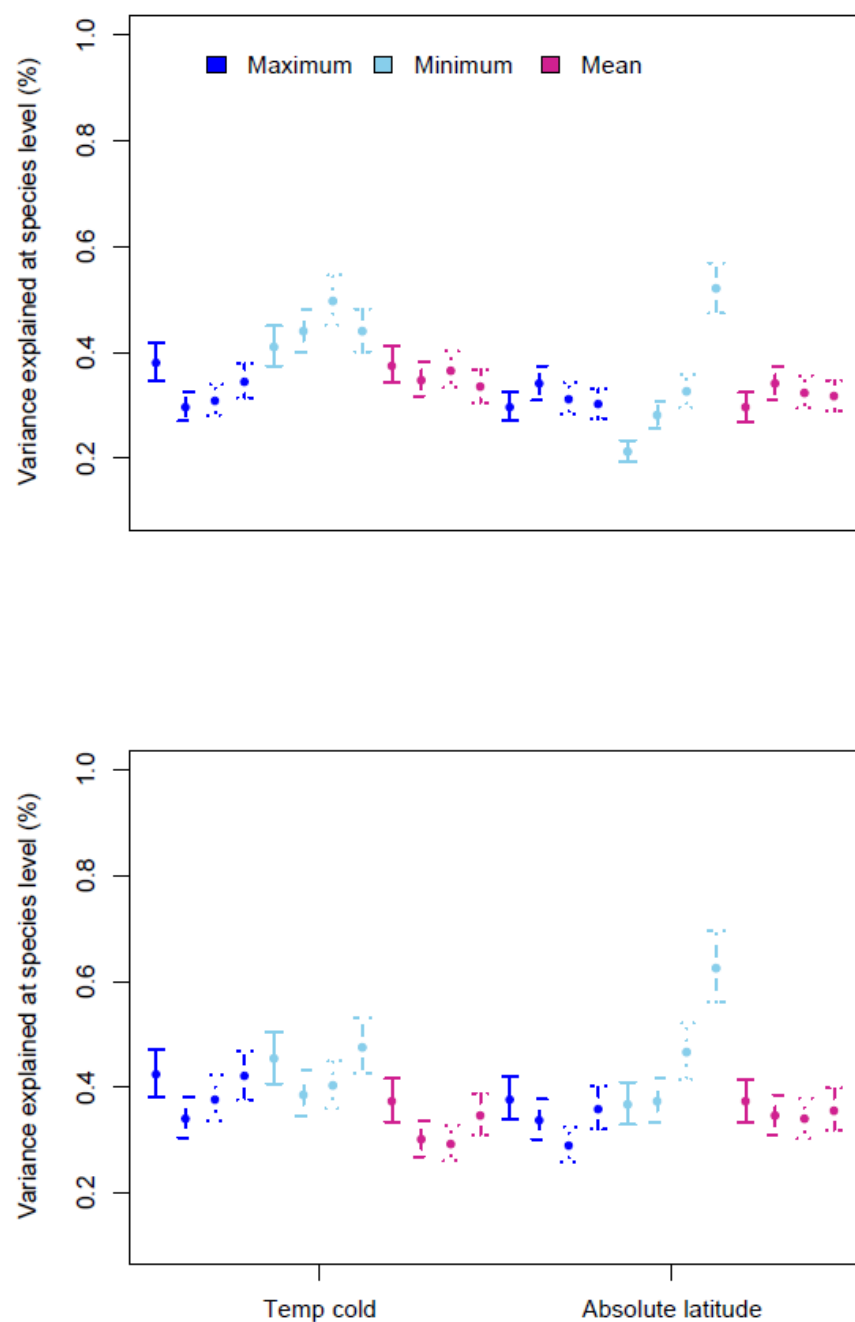 Variance explained at species level (%)
1.0
0.8
0.6
0.4
0.2
Maximum Minimum Mean
Variance explained at species level (%)
1.0
0.8
0.6
0.4
0.2
Temp cold Absolute latitude